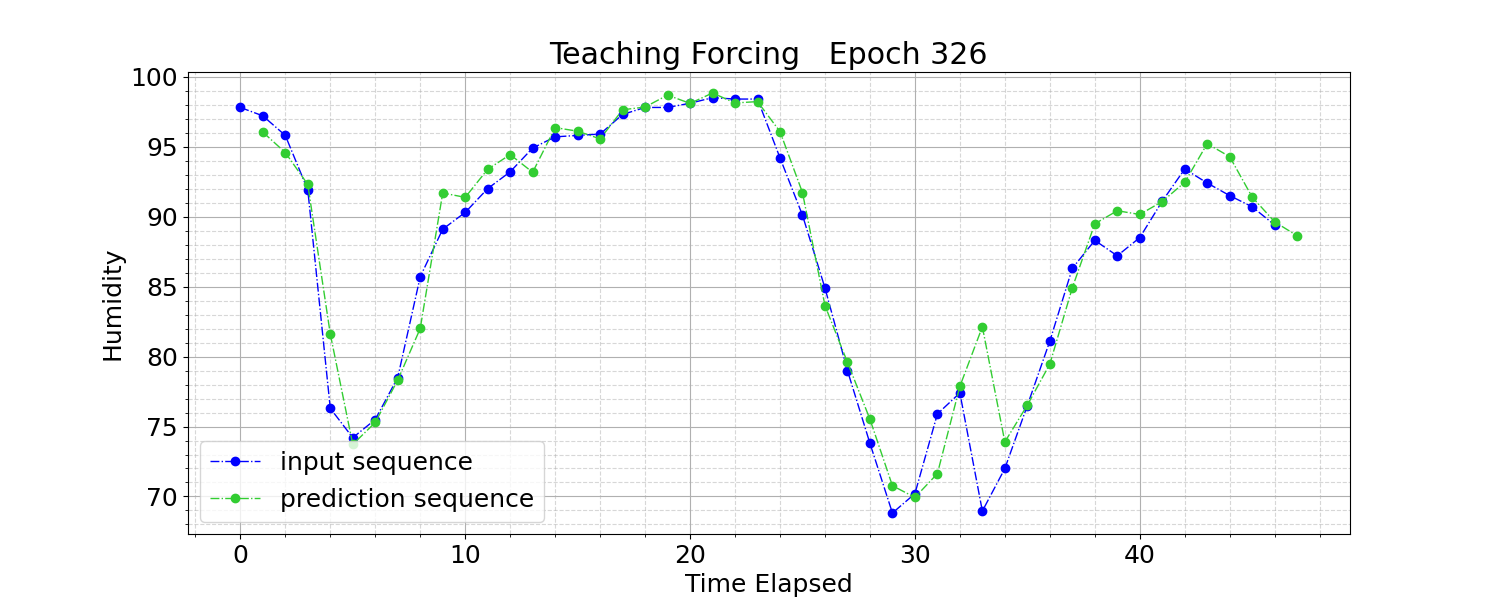 Teaching Forcing   Epoch 326
Humidity
100
95
90
85
80
75
70
input sequence
prediction sequence
0 10 20 30 40
Time Elapsed